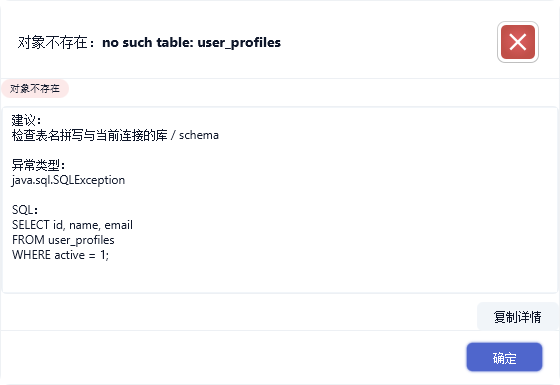 对象不存在：no such table: user_profiles
对象不存在
建议：
检查表名拼写与当前连接的库 / schema
异常类型：
java.sql.SQLException
SQL：
SELECT id, name, email
FROM user_profiles
WHERE active = 1;
复制详情
确定